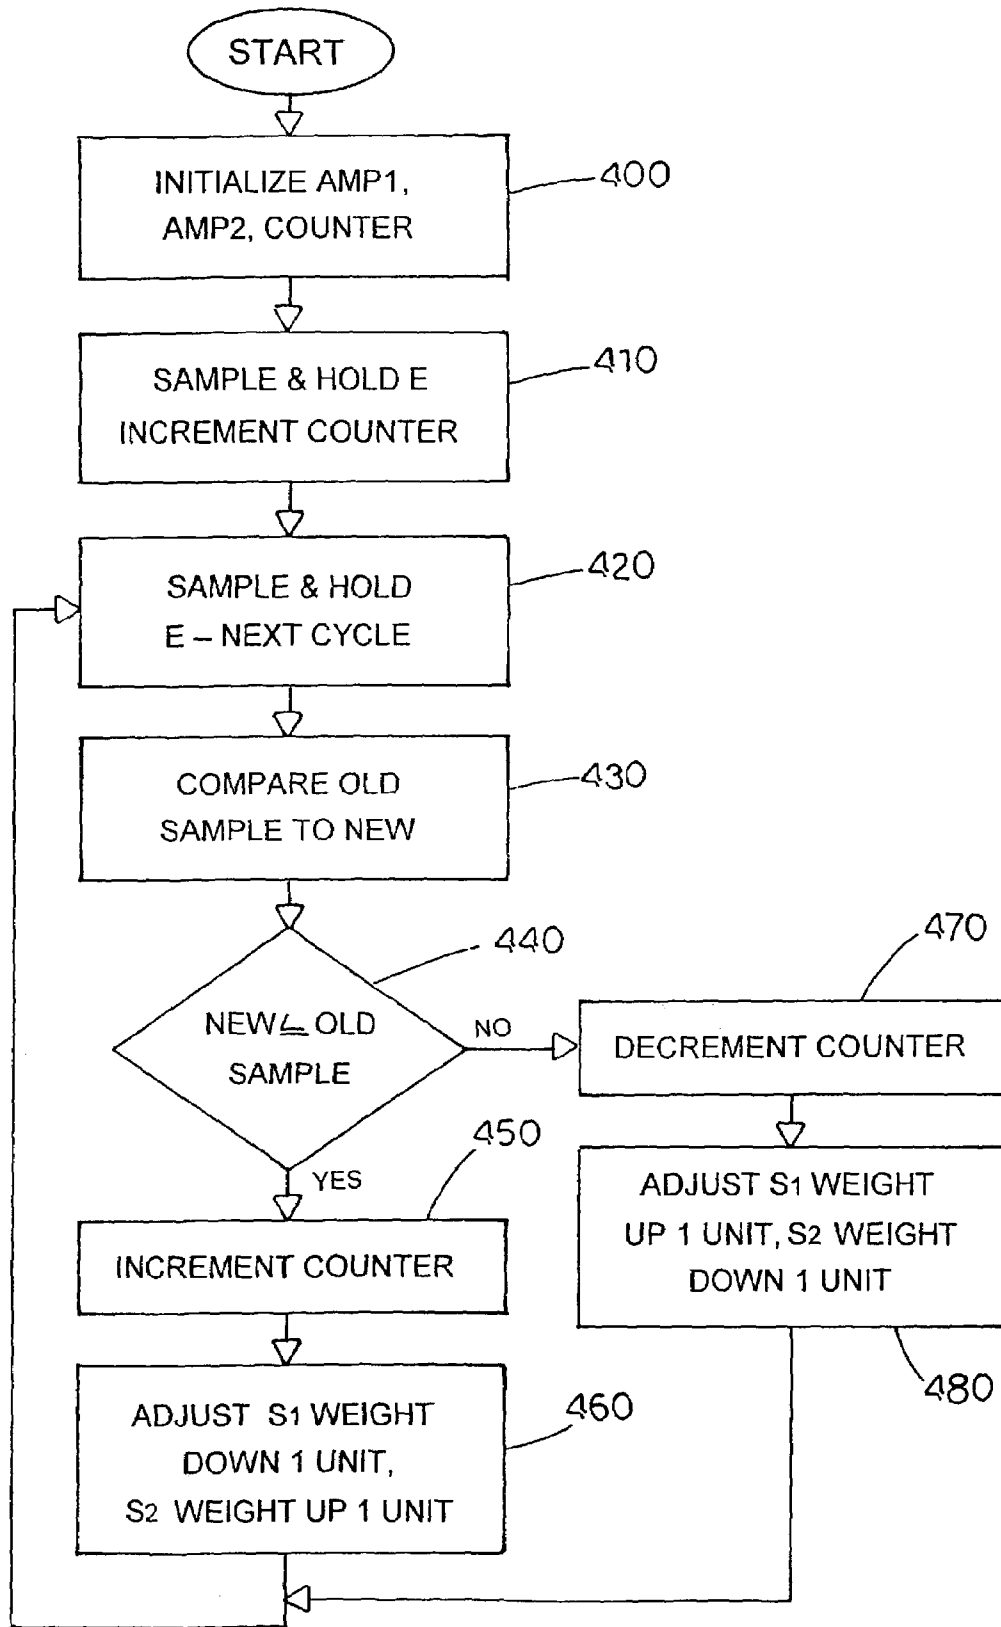 START
INITIALIZE AMP1,
AMP2, COUNTER
400
SAMPLE & HOLD E
INCREMENT COUNTER
410
SAMPLE & HOLD
E – NEXT CYCLE
420
COMPARE OLD
SAMPLE TO NEW
430
NEW ≤ OLD
SAMPLE
440
NO
YES
DECREMENT COUNTER
470
ADJUST S1 WEIGHT
UP 1 UNIT, S2 WEIGHT
DOWN 1 UNIT
480
INCREMENT COUNTER
450
ADJUST S1 WEIGHT
DOWN 1 UNIT,
S2 WEIGHT UP 1 UNIT
460